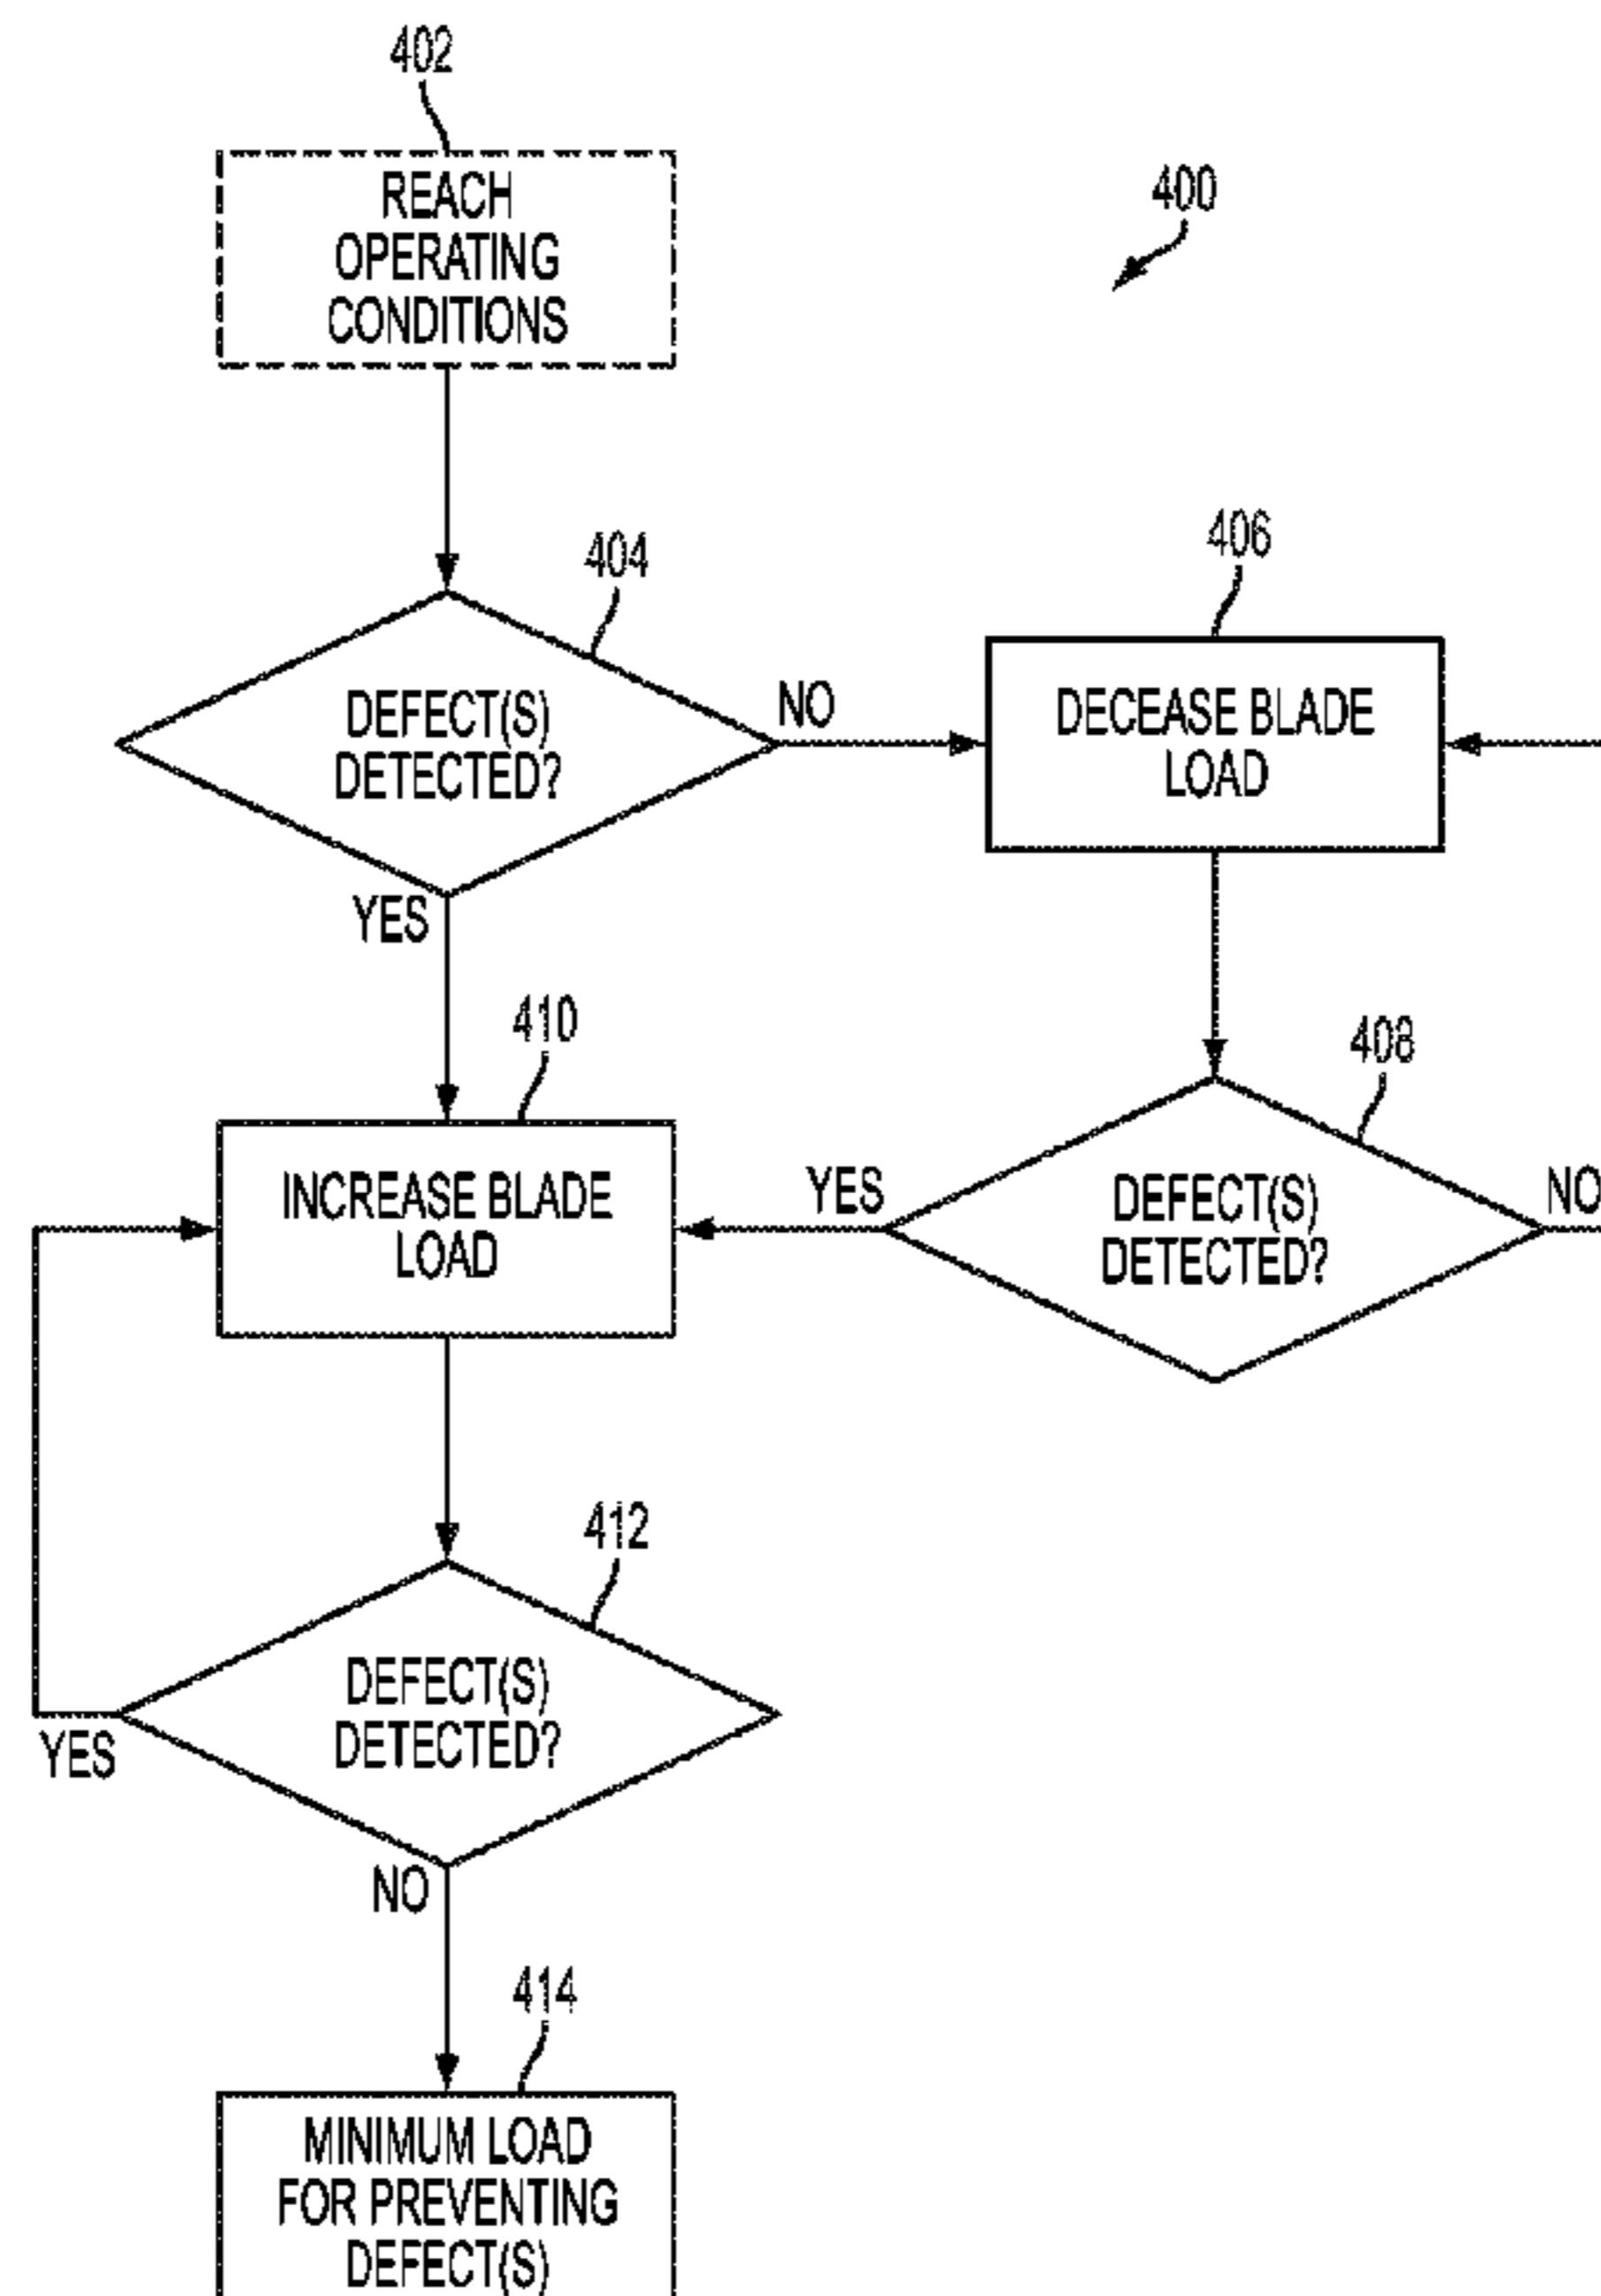 402
REACH
OPERATING
CONDITIONS
400
404
DEFECT(S)
DETECTED?
NO
YES
406
DECEASE BLADE
LOAD
408
DEFECT(S)
DETECTED?
YES
NO
410
INCREASE BLADE
LOAD
412
DEFECT(S)
DETECTED?
YES
NO
414
MINIMUM LOAD
FOR PREVENTING
DEFECT(S)